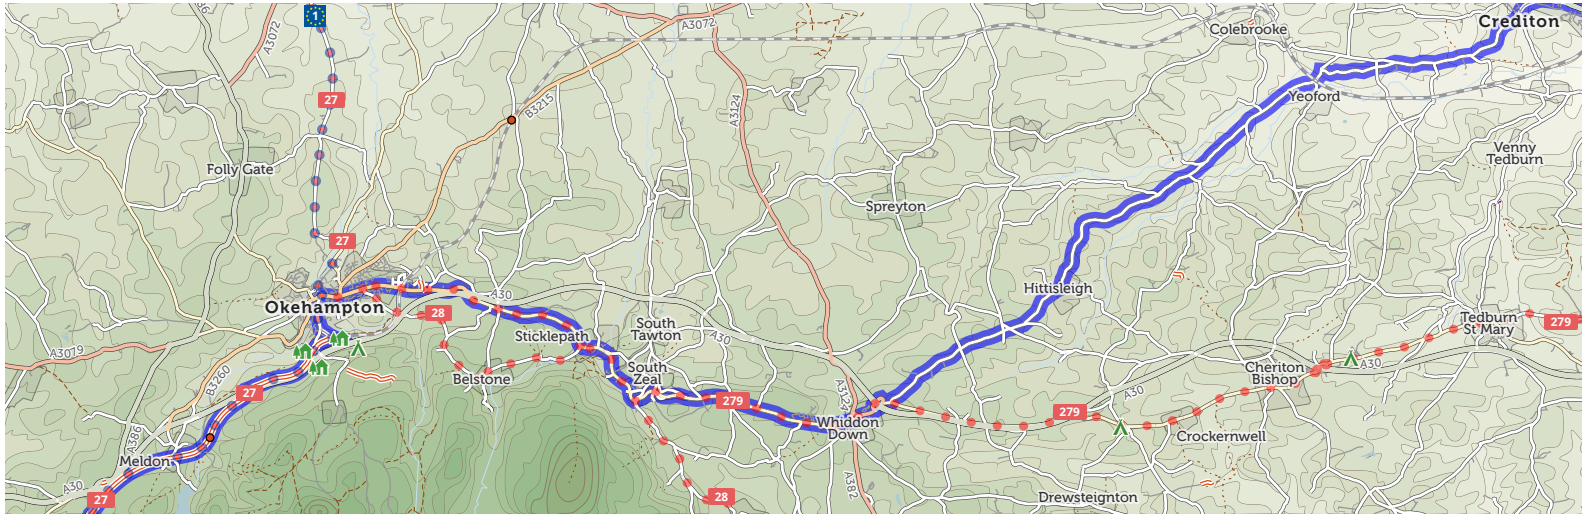 1
A3072
Crediton
A3072
Colebrooke
27
B3215
A3124
Yeoford
Venny
Tedburn
Folly Gate
Spreyton
27
Okehampton
A30
Hittisleigh
28
Sticklepath
South
Tawton
A30
Tedburn
St Mary
279
A3079
B3260
Belstone
South
Zeal
Cheriton
Bishop
A30
27
279
A3124
279
A30
Whiddon
Down
Crockernwell
A386
Meldon
A30
27
28
A382
Drewsteignton